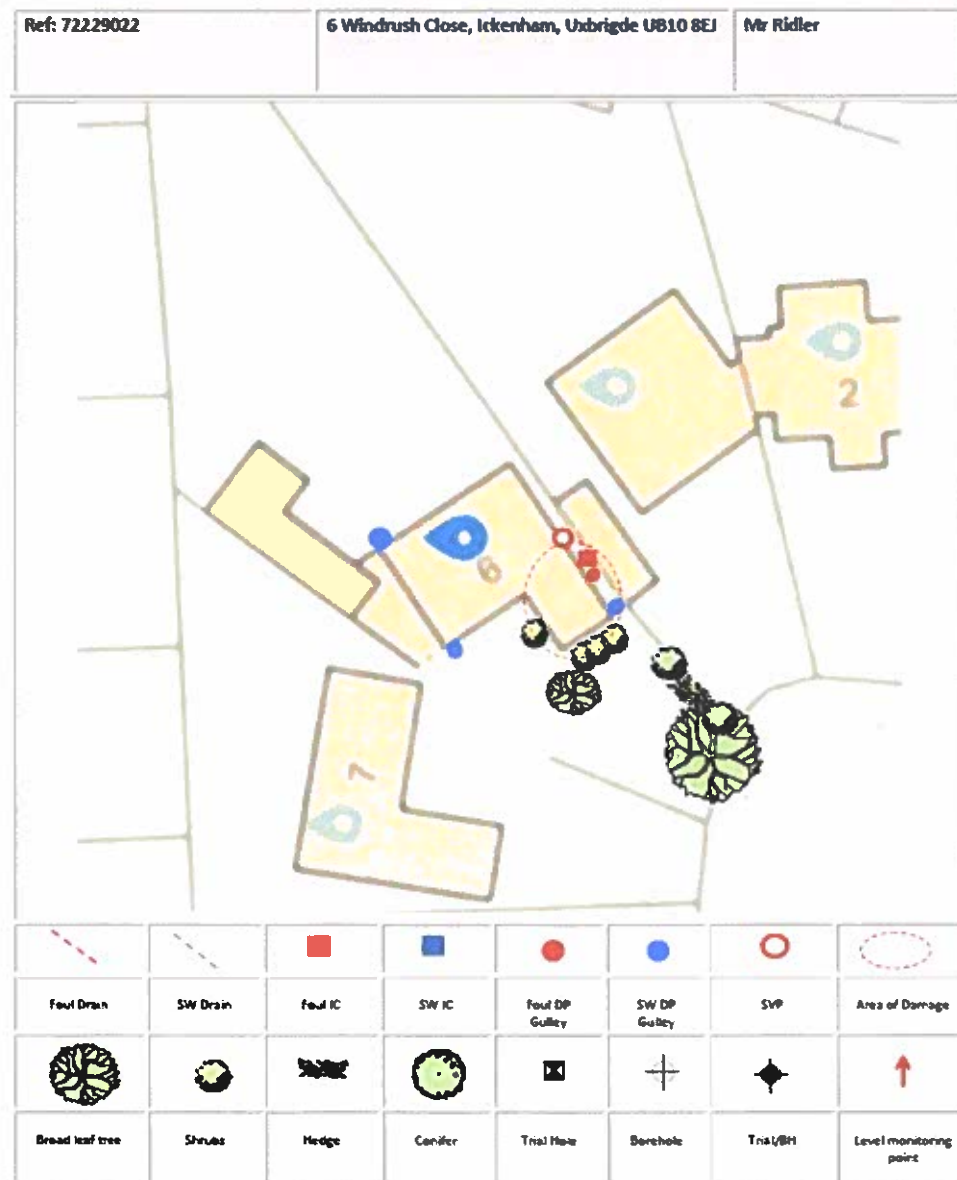 Ref: 72229022
6 Windrush Close, Ickenham, Uxbrigde UB10 8EJ
Mr Ridler
2
6
7
Foul Drain
SW Drain
Foul IC
SW IC
Foul DP
Gulley
SW DP
Gulley
SVP
Area of Damage
Broad leaf tree
Shrubs
Hedge
Conifer
Trial Hole
Borehole
Trial/BH
Level monitoring
point